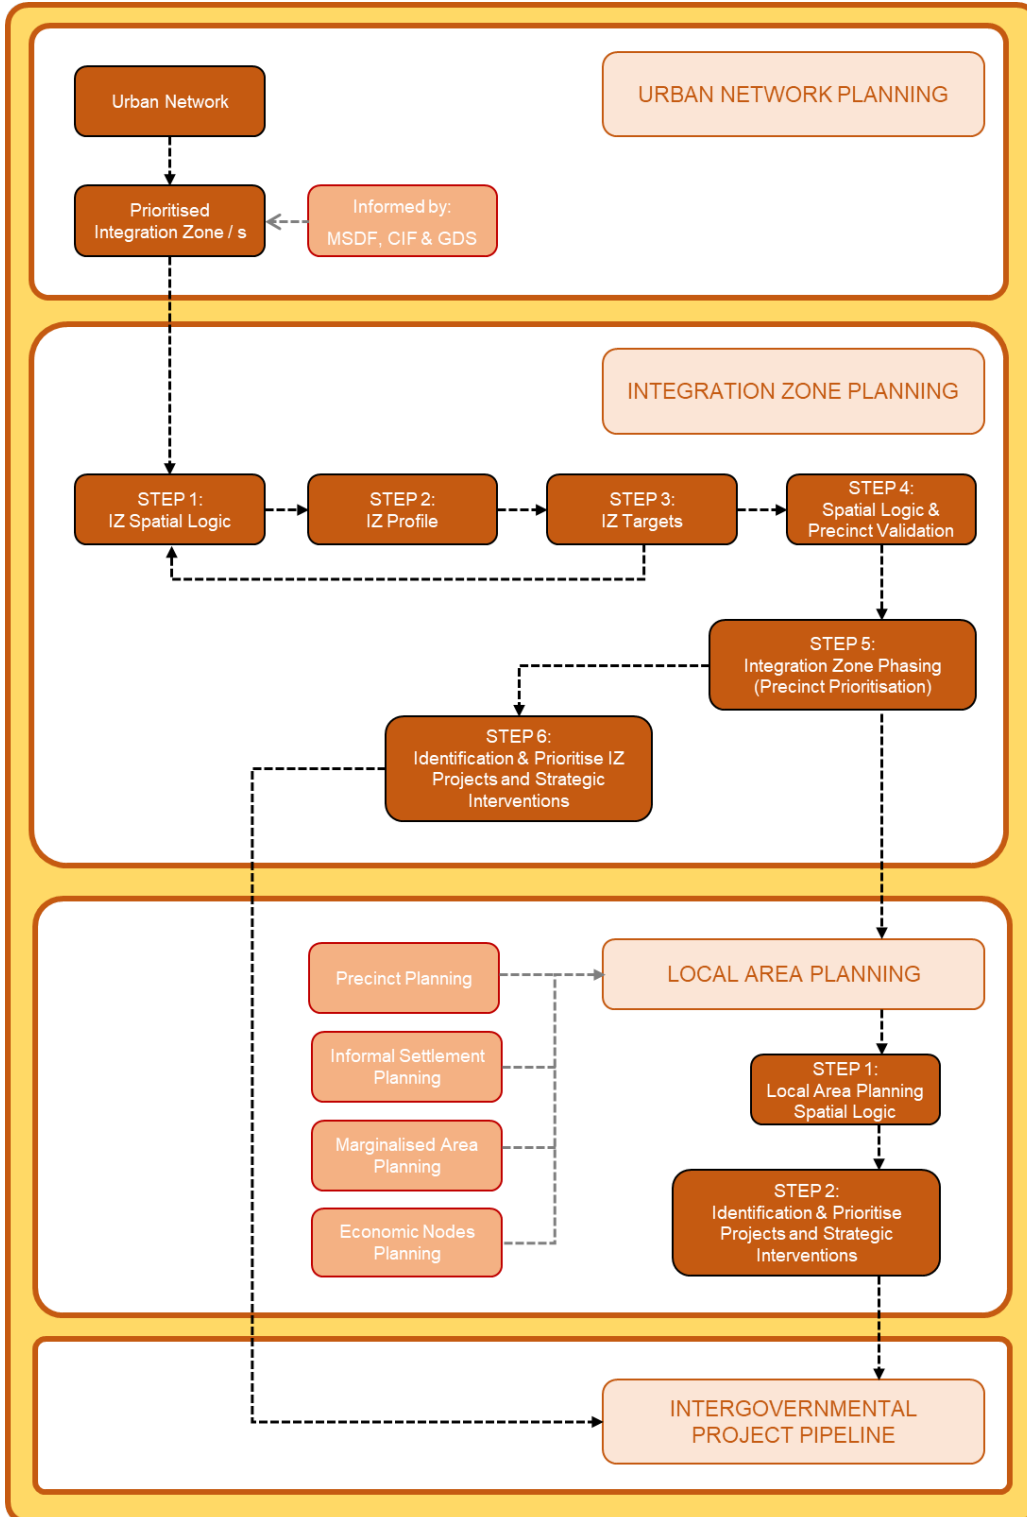 URBAN NETWORK PLANNING
Urban Network
Prioritised
Integration Zone / s
Informed by:
MSDF, CIF & GDS
INTEGRATION ZONE PLANNING
STEP 1:
IZ Spatial Logic
STEP 2:
IZ Profile
STEP 3:
IZ Targets
STEP 4:
Spatial Logic &
Precinct Validation
STEP 5:
Integration Zone Phasing
(Precinct Prioritisation)
STEP 6:
Identification & Prioritise IZ
Projects and Strategic
Interventions
LOCAL AREA PLANNING
Precinct Planning
Informal Settlement
Planning
Marginalised Area
Planning
Economic Nodes
Planning
STEP 1:
Local Area Planning
Spatial Logic
STEP 2:
Identification & Prioritise
Projects and Strategic
Interventions
INTERGOVERNMENTAL
PROJECT PIPELINE